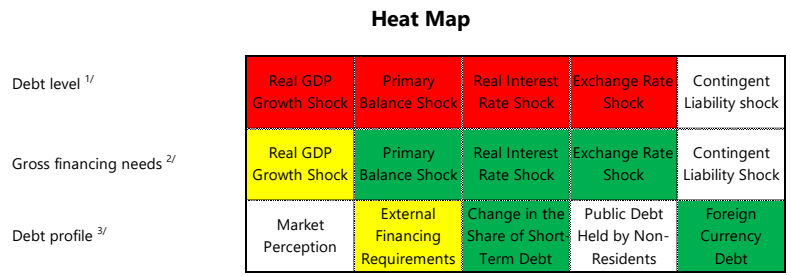 Heat Map
Debt level 1/
Real GDP Growth Shock
Primary Balance Shock
Real Interest Rate Shock
Exchange Rate Shock
Contingent Liability shock
Gross financing needs 2/
Real GDP Growth Shock
Primary Balance Shock
Real Interest Rate Shock
Exchange Rate Shock
Contingent Liability Shock
Debt profile 3/
Market Perception
External Financing Requirements
Change in the Share of Short-Term Debt
Public Debt Held by Non-Residents
Foreign Currency Debt